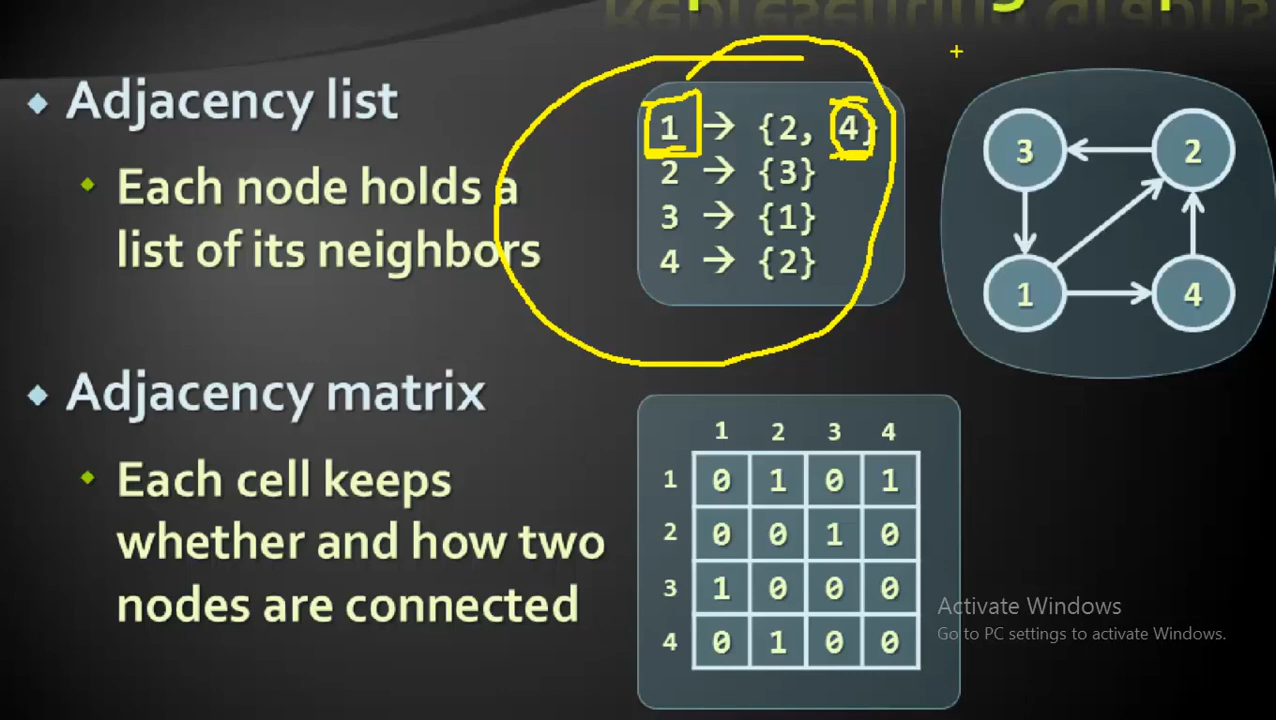 Adjacency list
Each node holds a
list of its neighbors
1 → {2, 4}
2 → {3}
3 → {1}
4 → {2}
3 2
1 4
Adjacency matrix
Each cell keeps
whether and how two
nodes are connected
1 2 3 4
1 0 1 0 1
2 0 0 1 0
3 1 0 0 0
4 0 1 0 0
Activate Windows
Go to PC settings to activate Windows.